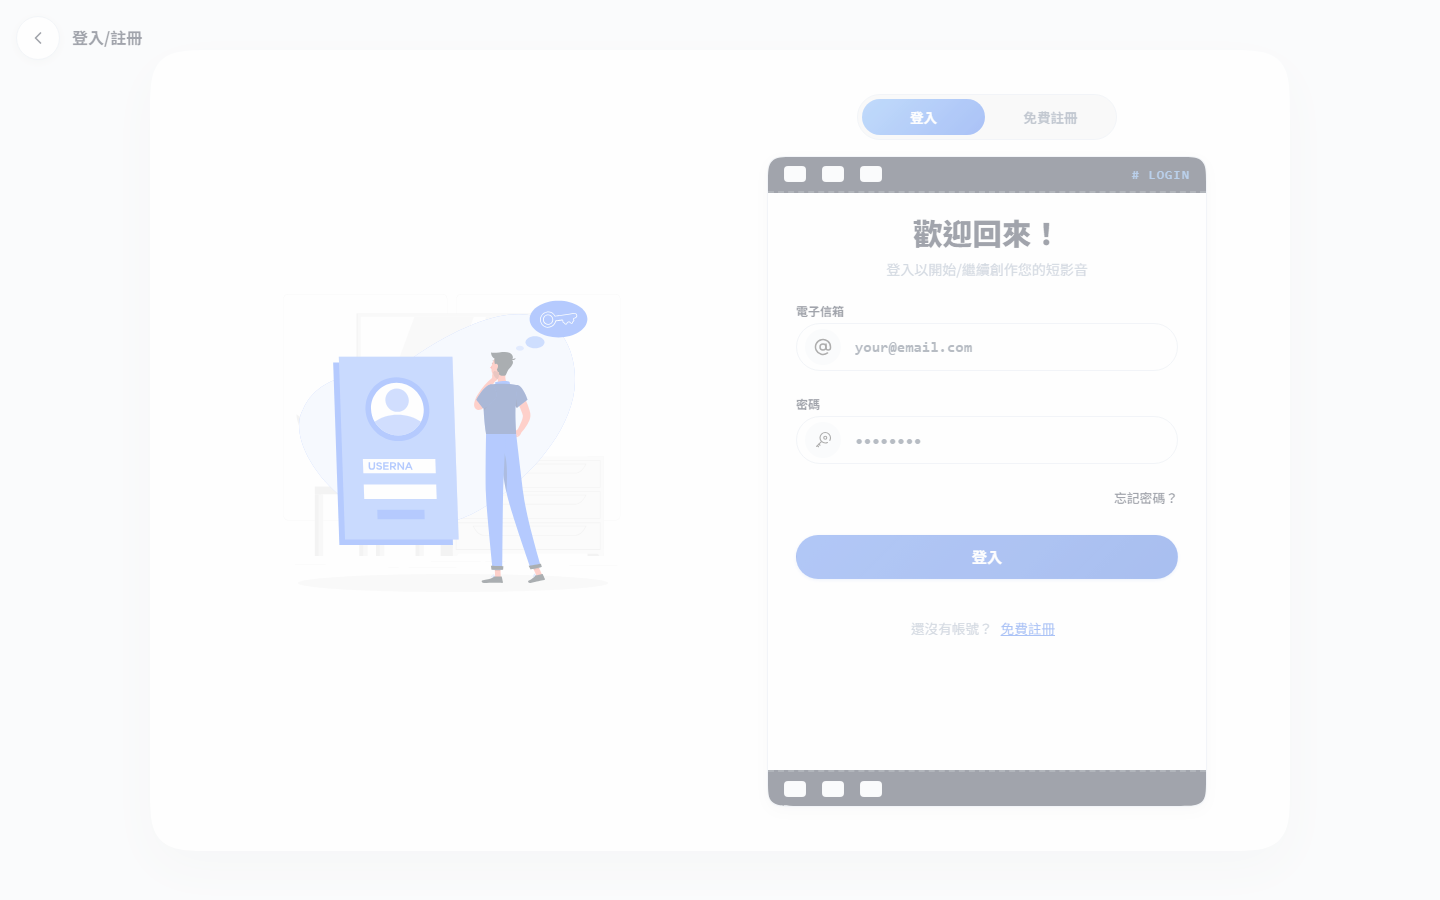 登入/註冊
登入
免費註冊
# LOGIN
歡迎回來！
登入以開始/繼續創作您的短影音
電子信箱
your@email.com
密碼
••••••••
忘記密碼？
登入
還沒有帳號？ 免費註冊
USERNA